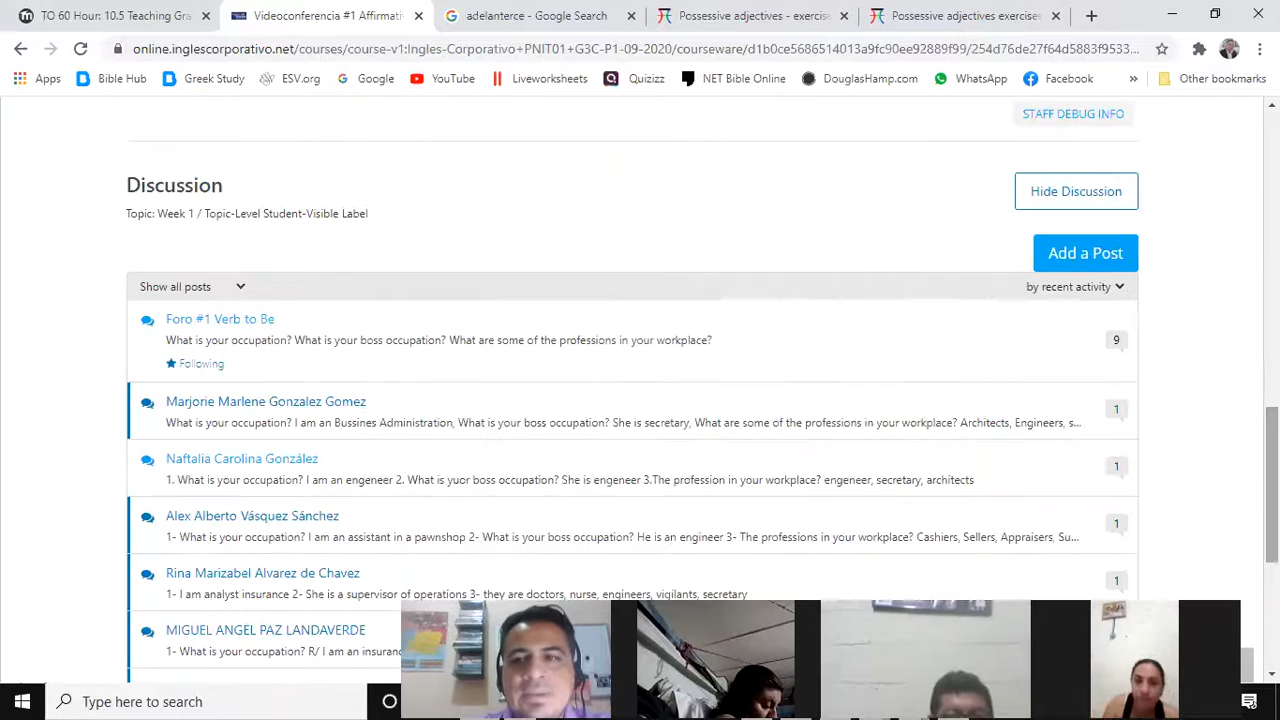 TO 60 Hour: 10.5 Teaching Gra
Videoconferencia #1 Affirmativ
adelanterce - Google Search
Possessive adjectives - exercise
Possessive adjectives exercises
online.inglescorporativo.net/courses/course-v1:Ingles-Corporativo+PNIT01+G3C-P1-09-2020/courseware/d1b0ce5686514013a9fc90ee92889f99/254d76de27f64d5883f9533...
Apps
Bible Hub
Greek Study
ESV.org
Google
YouTube
Liveworksheets
Quizizz
NET Bible Online
DouglasHamp.com
WhatsApp
Facebook
Other bookmarks
STAFF DEBUG INFO
Discussion
Hide Discussion
Topic: Week 1 / Topic-Level Student-Visible Label
Add a Post
Show all posts
by recent activity
Foro #1 Verb to Be
What is your occupation? What is your boss occupation? What are some of the professions in your workplace?
9
Following
Marjorie Marlene Gonzalez Gomez
1
What is your occupation? I am an Bussines Administration, What is your boss occupation? She is secretary, What are some of the professions in your workplace? Architects, Engineers, s...
Naftalia Carolina González
1
1. What is your occupation? I am an engeneer 2. What is yuor boss occupation? She is engeneer 3.The profession in your workplace? engeneer, secretary, architects
Alex Alberto Vásquez Sánchez
1
1- What is your occupation? I am an assistant in a pawnshop 2- What is your boss occupation? He is an engineer 3- The professions in your workplace? Cashiers, Sellers, Appraisers, Su...
Rina Marizabel Alvarez de Chavez
1
1- I am analyst insurance 2- She is a supervisor of operations 3- they are doctors, nurse, engineers, vigilants, secretary
MIGUEL ANGEL PAZ LANDAVERDE
1- What is your occupation? R/ I am an insuranc
Type here to search